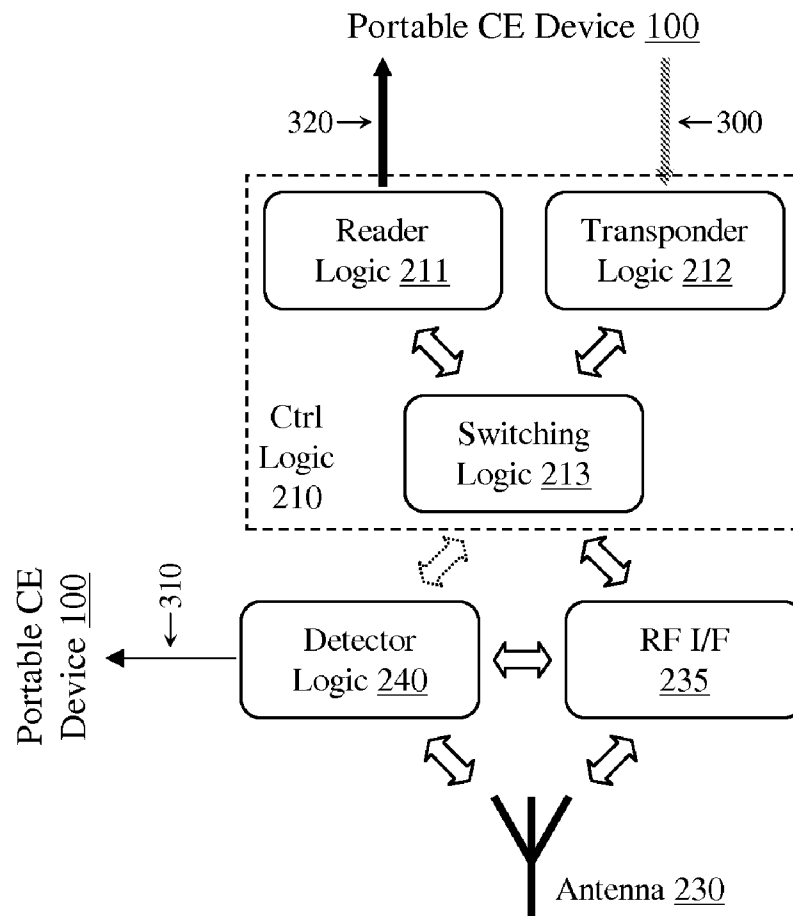 Portable CE Device 100
320
300
Reader
Logic 211
Transponder
Logic 212
Ctrl
Logic
210
Switching
Logic 213
Portable CE
Device 100
310
Detector
Logic 240
RF I/F
235
Antenna 230